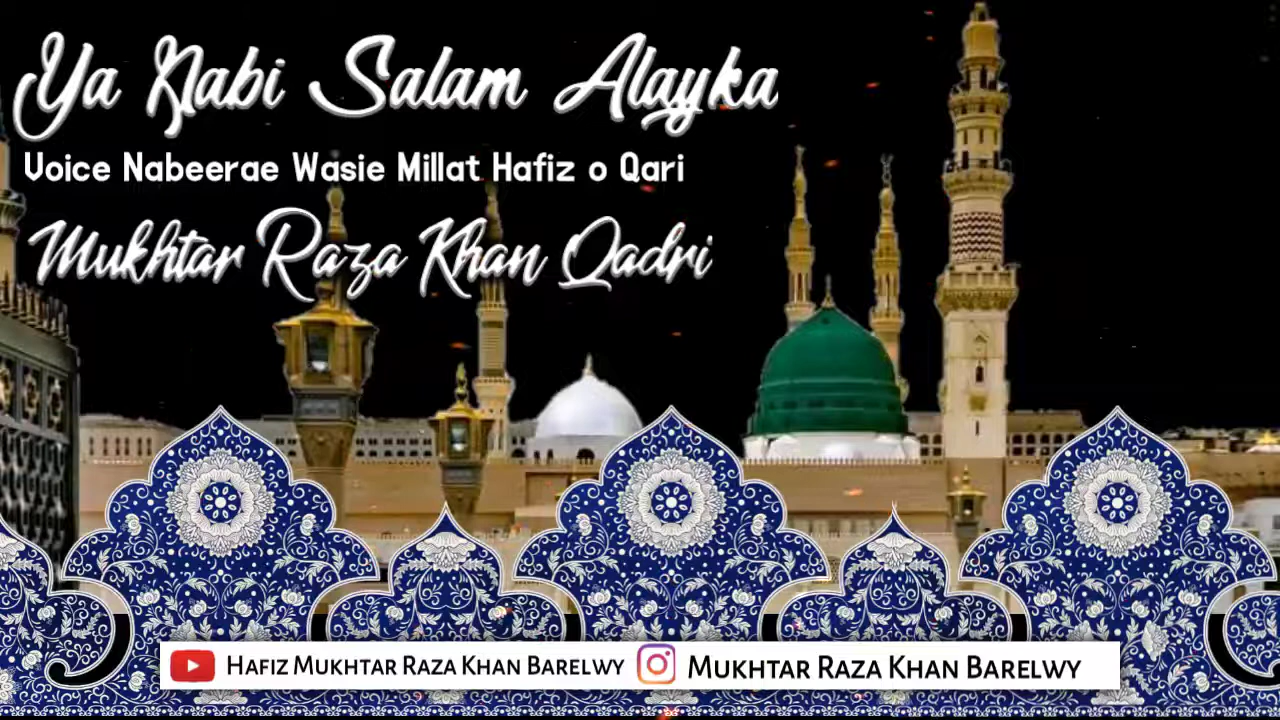 Ya Nabi Salam Alayka
Voice Nabeerae Wasie Millat Hafiz o Qari
Mukhtar Raza Khan Qadri
Hafiz Mukhtar Raza Khan Barelwy Mukhtar Raza Khan Barelwy